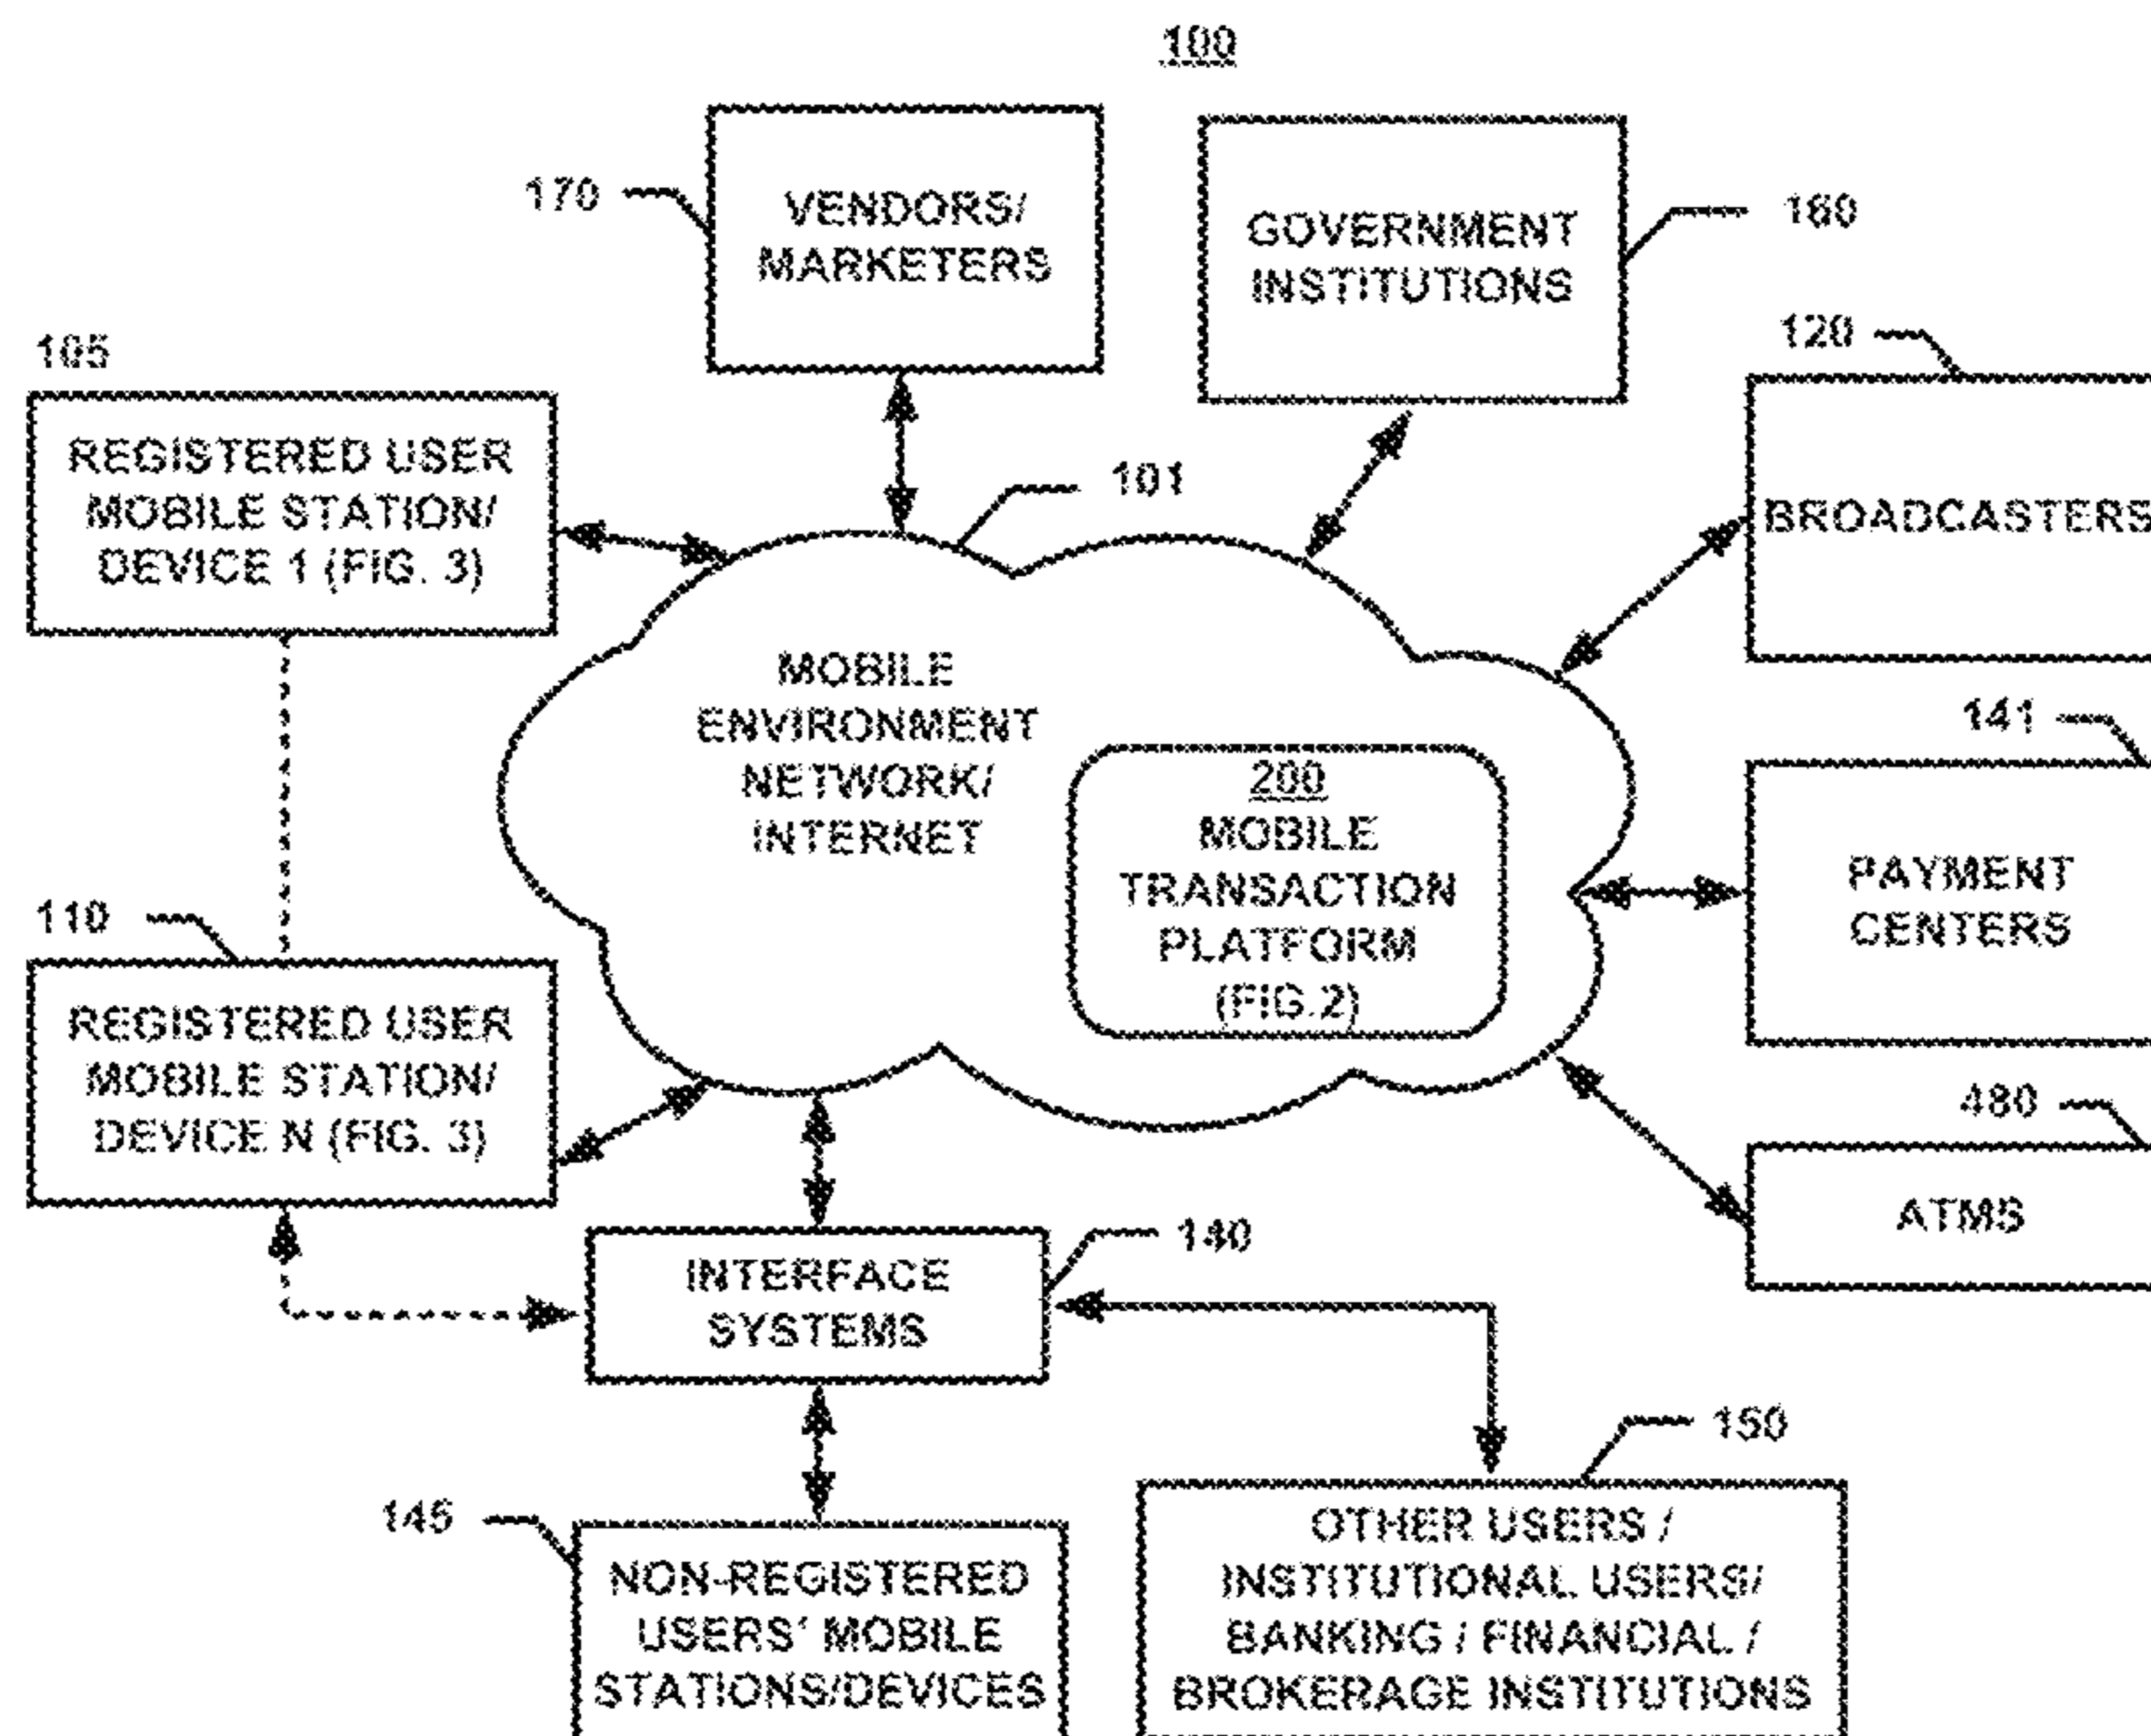 100
170
VENDORS/
MARKETERS
GOVERNMENT
INSTITUTIONS
160
105
REGISTERED USER
MOBILE STATION/
DEVICE 1 (FIG. 3)
101
120
BROADCASTERS
MOBILE
ENVIRONMENT
NETWORK/
INTERNET
200
MOBILE
TRANSACTION
PLATFORM
(FIG.2)
141
PAYMENT
CENTERS
110
REGISTERED USER
MOBILE STATION/
DEVICE N (FIG. 3)
480
ATMS
140
INTERFACE
SYSTEMS
145
NON-REGISTERED
USERS' MOBILE
STATIONS/DEVICES
150
OTHER USERS /
INSTITUTIONAL USERS/
BANKING / FINANCIAL /
BROKERAGE INSTITUTIONS